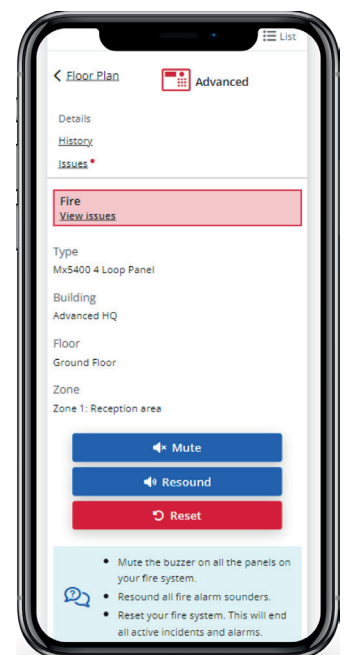 List
Floor Plan
Advanced
Details
History
Issues
Fire
View issues
Type
Mx5400 4 Loop Panel
Building
Advanced HQ
Floor
Ground Floor
Zone
Zone 1: Reception area
Mute
Resound
Reset
• Mute the buzzer on all the panels on
your fire system.
• Resound all fire alarm sounders.
• Reset your fire system. This will end
all active incidents and alarms.